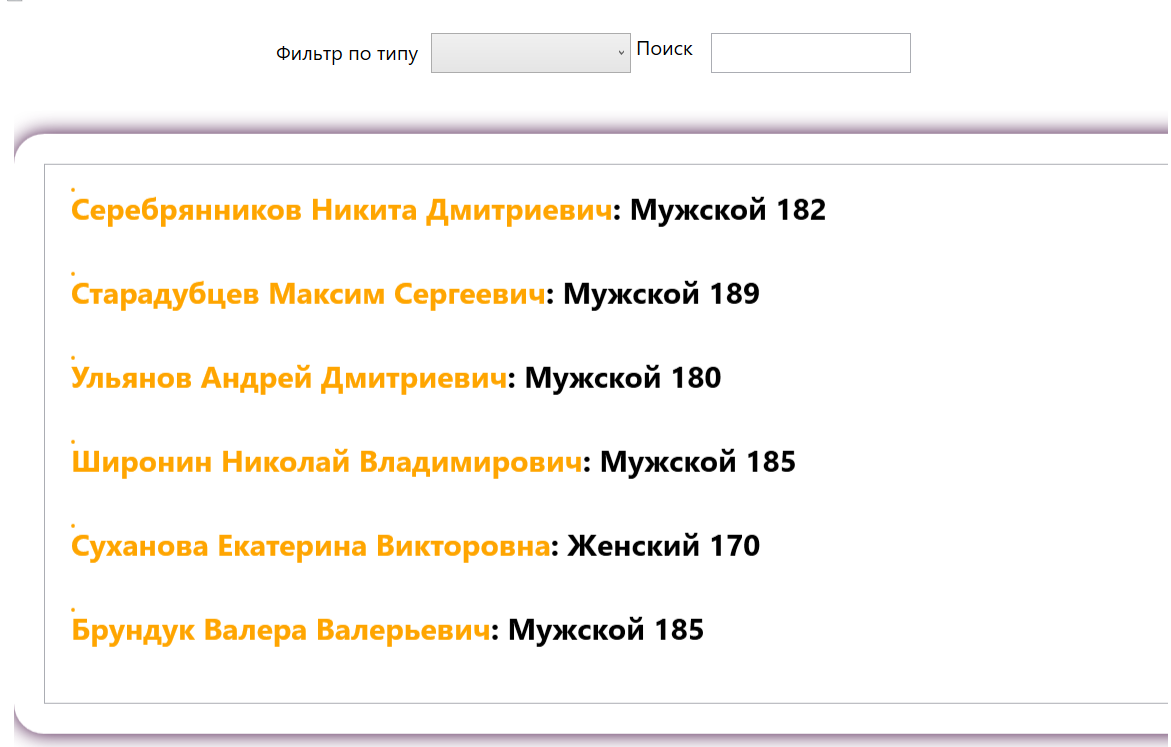 Фильтр по типу Поиск
Серебрянников Никита Дмитриевич: Мужской 182
Старадубцев Максим Сергеевич: Мужской 189
Ульянов Андрей Дмитриевич: Мужской 180
Широнин Николай Владимирович: Мужской 185
Суханова Екатерина Викторовна: Женский 170
Брундук Валера Валерьевич: Мужской 185